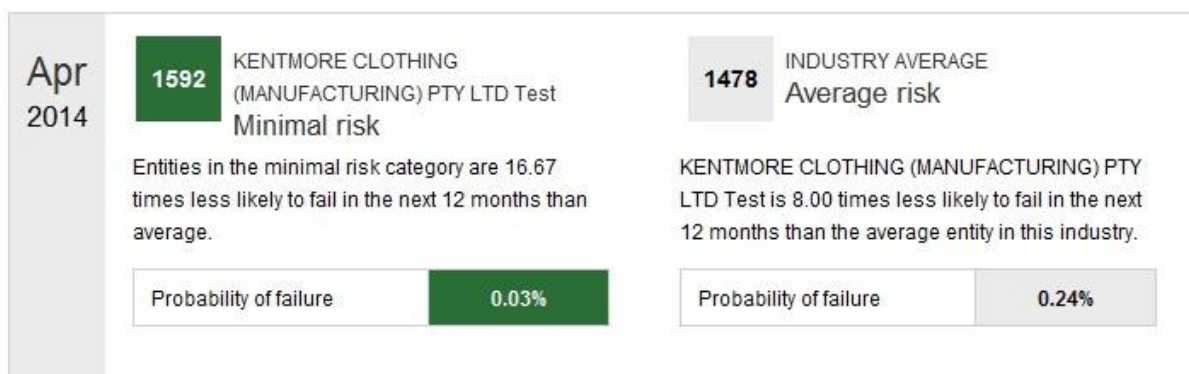 Apr
2014
1592
KENTMORE CLOTHING
(MANUFACTURING) PTY LTD Test
Minimal risk
Entities in the minimal risk category are 16.67
times less likely to fail in the next 12 months than
average.
Probability of failure 0.03%
1478
INDUSTRY AVERAGE
Average risk
KENTMORE CLOTHING (MANUFACTURING) PTY
LTD Test is 8.00 times less likely to fail in the next
12 months than the average entity in this industry.
Probability of failure 0.24%